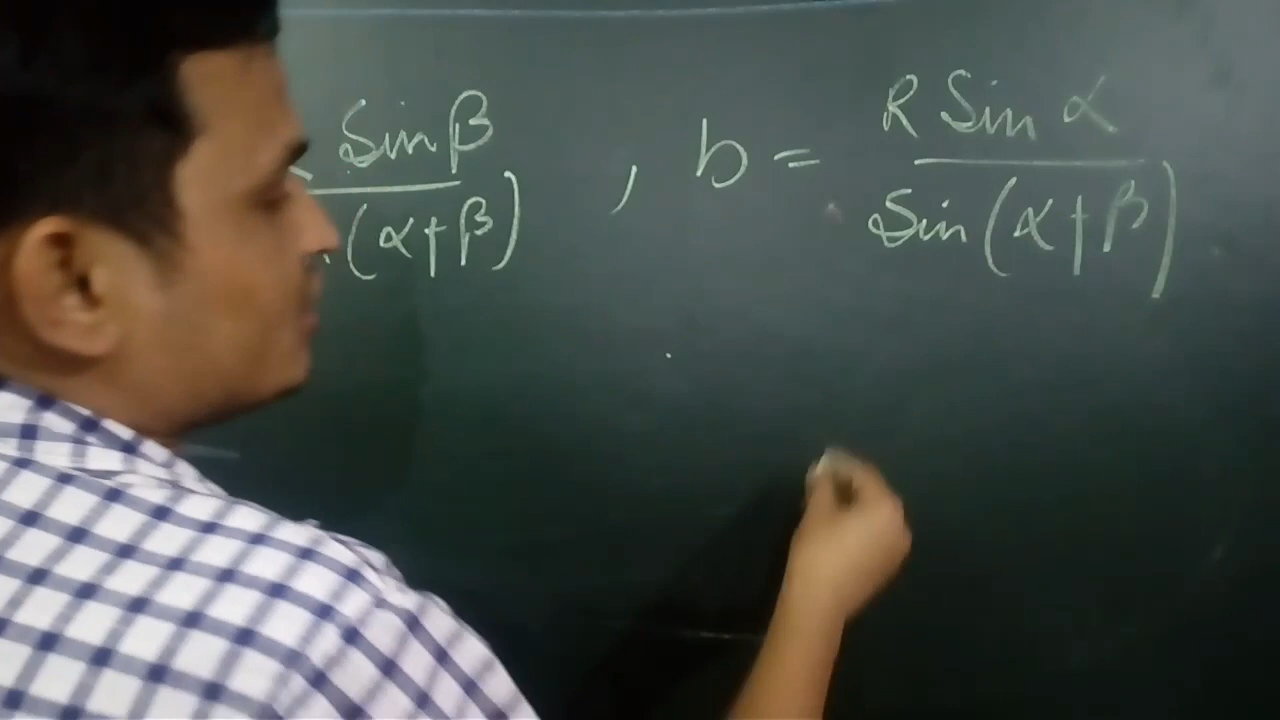 Sin β , b = R Sin α
(α+β) Sin (α+β)